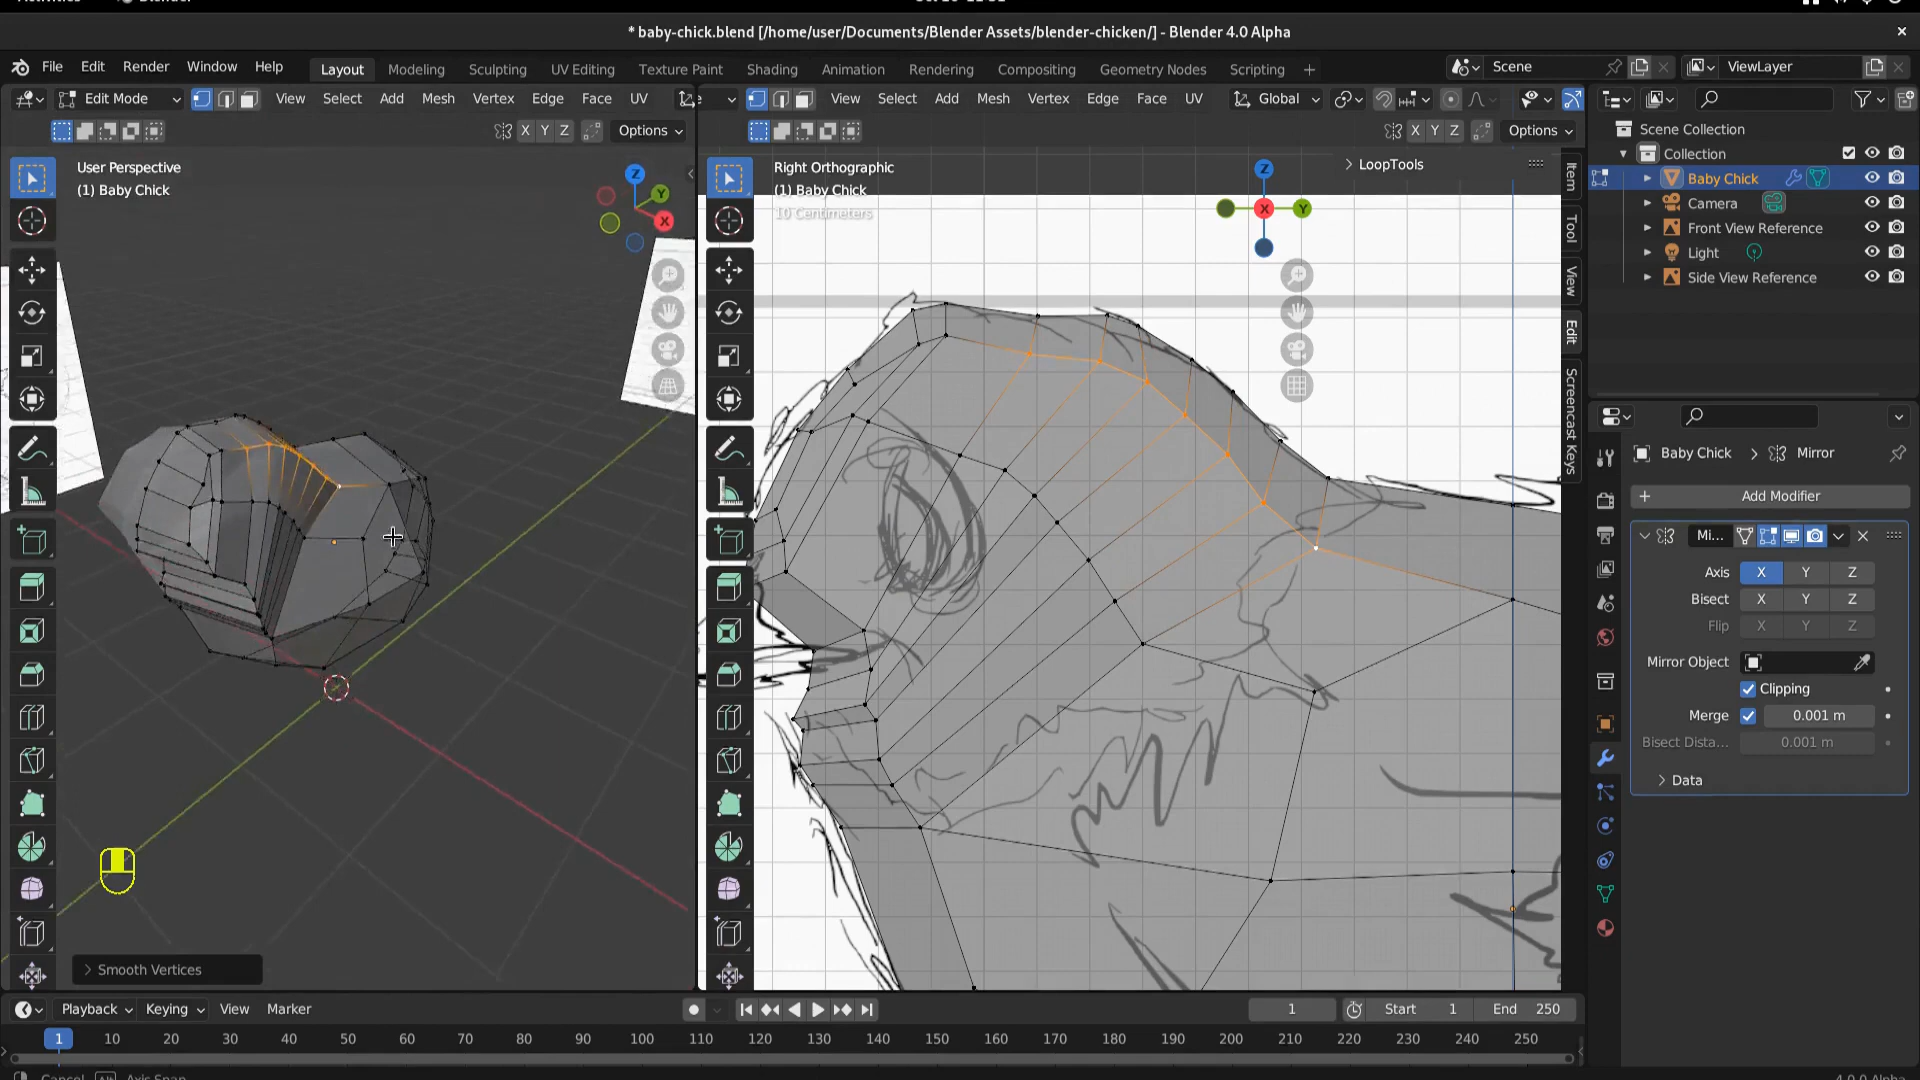 * baby-chick.blend [/home/user/Documents/Blender Assets/blender-chicken/] - Blender 4.0 Alpha
File Edit Render Window Help
Layout Modeling Sculpting UV Editing Texture Paint Shading Animation Rendering Compositing Geometry Nodes Scripting +
Scene
ViewLayer
Edit Mode View Select Add Mesh Vertex Edge Face UV
View Select Add Mesh Vertex Edge Face UV Global
X Y Z Options
X Y Z Options
User Perspective
(1) Baby Chick
Z
Y
X
Right Orthographic
(1) Baby Chick
10 Centimeters
Z
X
Y
LoopTools
Item
Tool
View
Edit
Screencast Keys
Scene Collection
Collection
Baby Chick
Camera
Front View Reference
Light
Side View Reference
Baby Chick > Mirror
+ Add Modifier
Mi...
Axis X Y Z
Bisect X Y Z
Flip X Y Z
Mirror Object
Clipping
Merge 0.001 m
Bisect Dista... 0.001 m
Data
Smooth Vertices
Playback Keying View Marker
1 Start 1 End 250
1 10 20 30 40 50 60 70 80 90 100 110 120 130 140 150 160 170 180 190 200 210 220 230 240 250